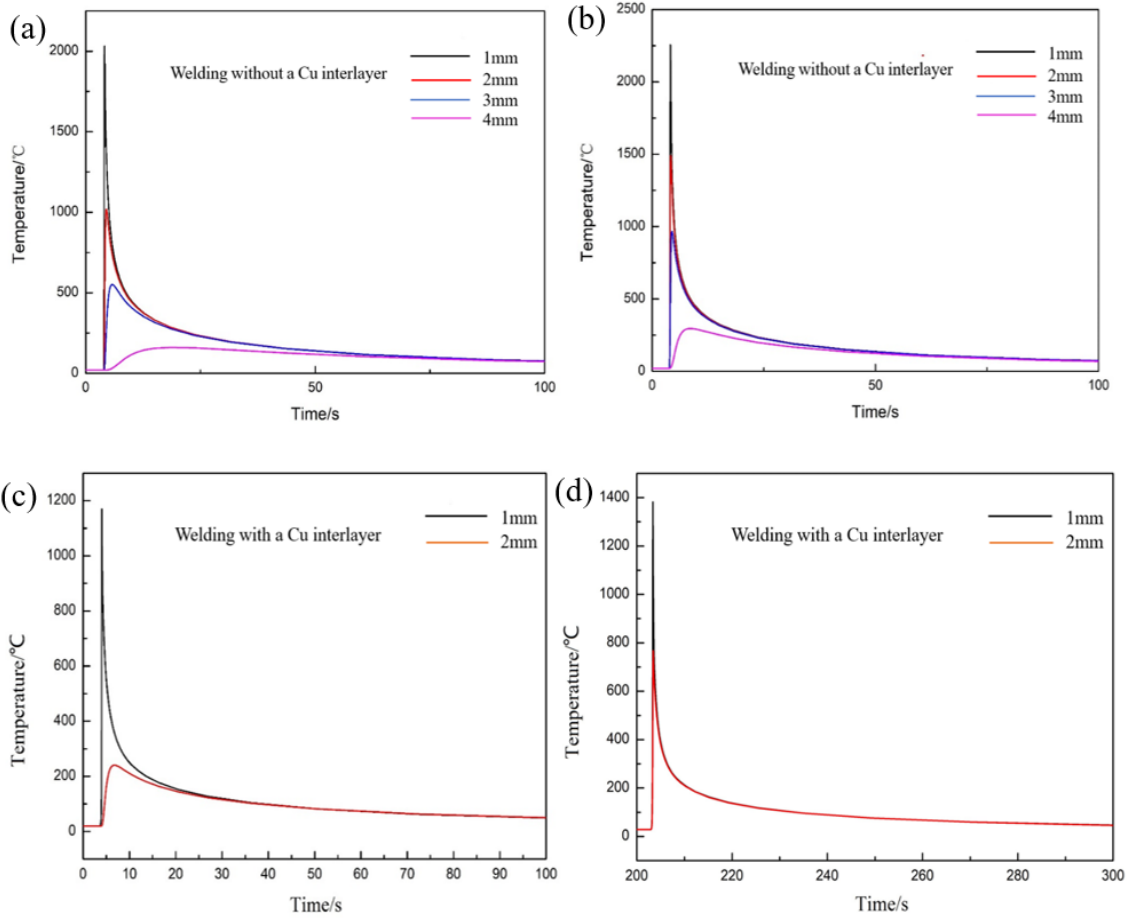 (a)
2000
1500
1000
500
0
Temperature/℃
Welding without a Cu interlayer
1mm
2mm
3mm
4mm
0
50
100
Time/s
(b)
2500
2000
1500
1000
500
0
Temperature/℃
Welding without a Cu interlayer
1mm
2mm
3mm
4mm
0
50
100
Time/s
(c)
1200
1000
800
600
400
200
0
Temperature/℃
Welding with a Cu interlayer
1mm
2mm
0 10 20 30 40 50 60 70 80 90 100
Time/s
(d)
1400
1200
1000
800
600
400
200
0
Temperature/℃
Welding with a Cu interlayer
1mm
2mm
200 220 240 260 280 300
Time/s